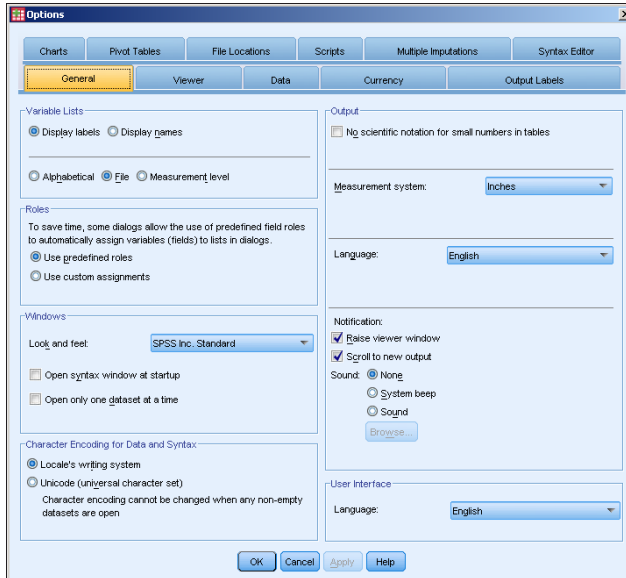 Options
Charts Pivot Tables File Locations Scripts Multiple Imputations Syntax Editor
General Viewer Data Currency Output Labels
Variable Lists
Display labels Display names
Alphabetical File Measurement level
Roles
To save time, some dialogs allow the use of predefined field roles
to automatically assign variables (fields) to lists in dialogs.
Use predefined roles
Use custom assignments
Windows
Look and feel: SPSS Inc. Standard
Open syntax window at startup
Open only one dataset at a time
Character Encoding for Data and Syntax
Locale's writing system
Unicode (universal character set)
Character encoding cannot be changed when any non-empty
datasets are open
Output
No scientific notation for small numbers in tables
Measurement system: Inches
Language: English
Notification:
Raise viewer window
Scroll to new output
Sound: None
System beep
Sound
Browse...
User Interface
Language: English
OK Cancel Apply Help